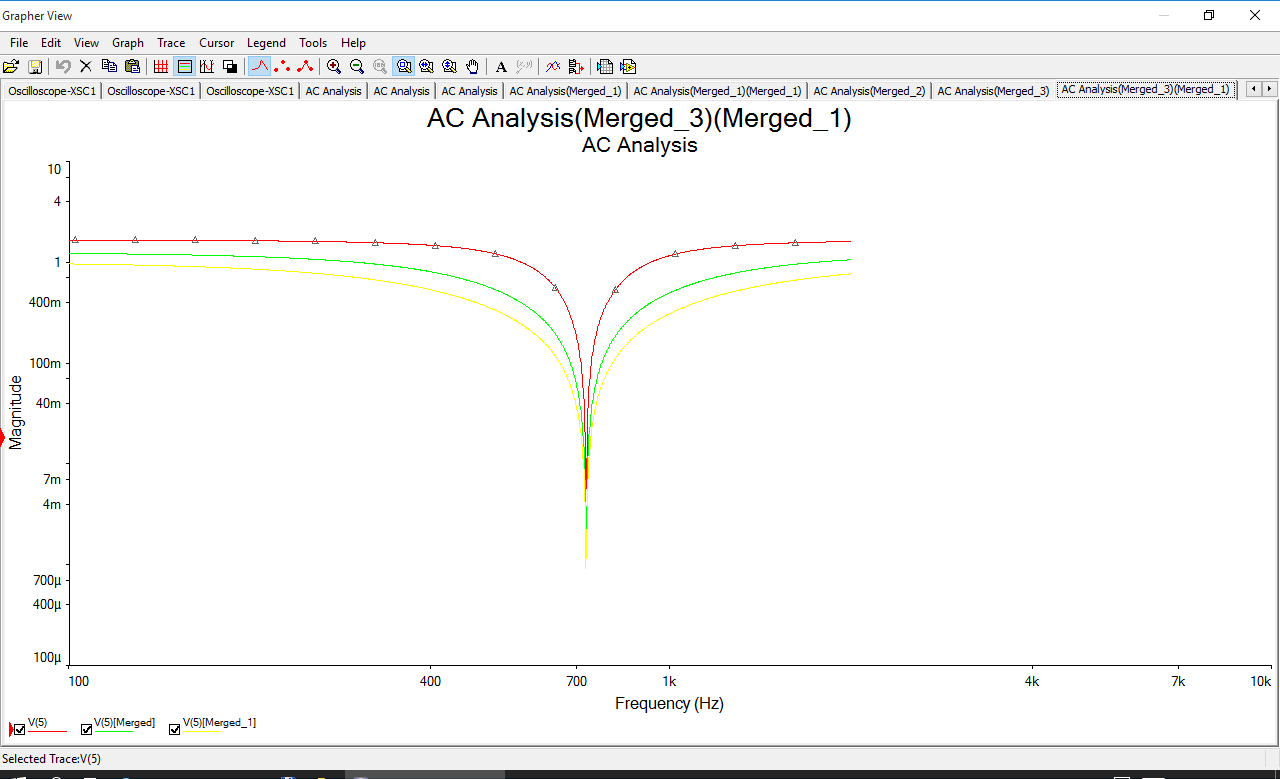 Grapher View
File Edit View Graph Trace Cursor Legend Tools Help
Oscilloscope-XSC1 Oscilloscope-XSC1 Oscilloscope-XSC1 AC Analysis AC Analysis AC Analysis AC Analysis(Merged_1) AC Analysis(Merged_1)(Merged_1) AC Analysis(Merged_2) AC Analysis(Merged_3) AC Analysis(Merged_3)(Merged_1)
AC Analysis(Merged_3)(Merged_1)
AC Analysis
10
4
1
400m
100m
40m
7m
4m
700µ
400µ
100µ
Magnitude
100 400 700 1k 4k 7k 10k
Frequency (Hz)
V(5) V(5)[Merged] V(5)[Merged_1]
Selected Trace:V(5)